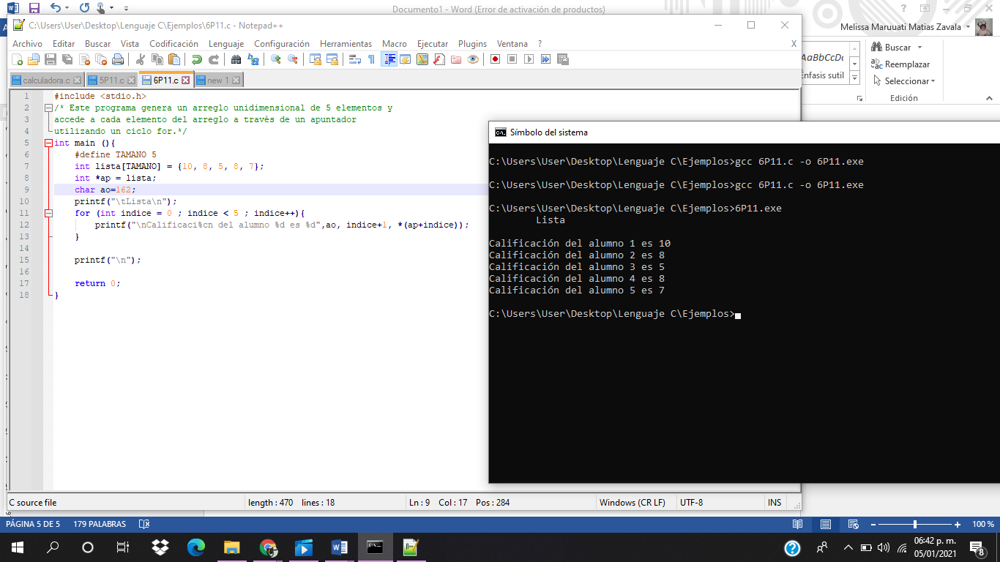 Documento1 - Word (Error de activación de productos)
C:\Users\User\Desktop\Lenguaje C\Ejemplos\6P11.c - Notepad++
Melissa Maruuati Matias Zavala
Archivo Editar Buscar Vista Codificación Lenguaje Configuración Herramientas Macro Ejecutar Plugins Ventana ? X
calculadora.c 5P11.c 6P11.c new 1
AaBbCcDc
Énfasis sutil
Buscar
Reemplazar
Seleccionar
Edición
1 #include <stdio.h>
2 /* Este programa genera un arreglo unidimensional de 5 elementos y
3 accede a cada elemento del arreglo a través de un apuntador
4 utilizando un ciclo for.*/
5 int main (){
6 #define TAMANO 5
7 int lista[TAMANO] = {10, 8, 5, 8, 7};
8 int *ap = lista;
9 char ao=162;
10 printf("\tLista\n");
11 for (int indice = 0 ; indice < 5 ; indice++){
12 printf("\nCalificaci%cn del alumno %d es %d",ao, indice+1, *(ap+indice));
13 }
14
15 printf("\n");
16
17 return 0;
18 }
Símbolo del sistema
C:\Users\User\Desktop\Lenguaje C\Ejemplos>gcc 6P11.c -o 6P11.exe
C:\Users\User\Desktop\Lenguaje C\Ejemplos>gcc 6P11.c -o 6P11.exe
C:\Users\User\Desktop\Lenguaje C\Ejemplos>6P11.exe
Lista
Calificación del alumno 1 es 10
Calificación del alumno 2 es 8
Calificación del alumno 3 es 5
Calificación del alumno 4 es 8
Calificación del alumno 5 es 7
C:\Users\User\Desktop\Lenguaje C\Ejemplos>
C source file length : 470 lines : 18 Ln : 9 Col : 17 Pos : 284 Windows (CR LF) UTF-8 INS
PÁGINA 5 DE 5 179 PALABRAS 100 %
06:42 p. m.
05/01/2021
8